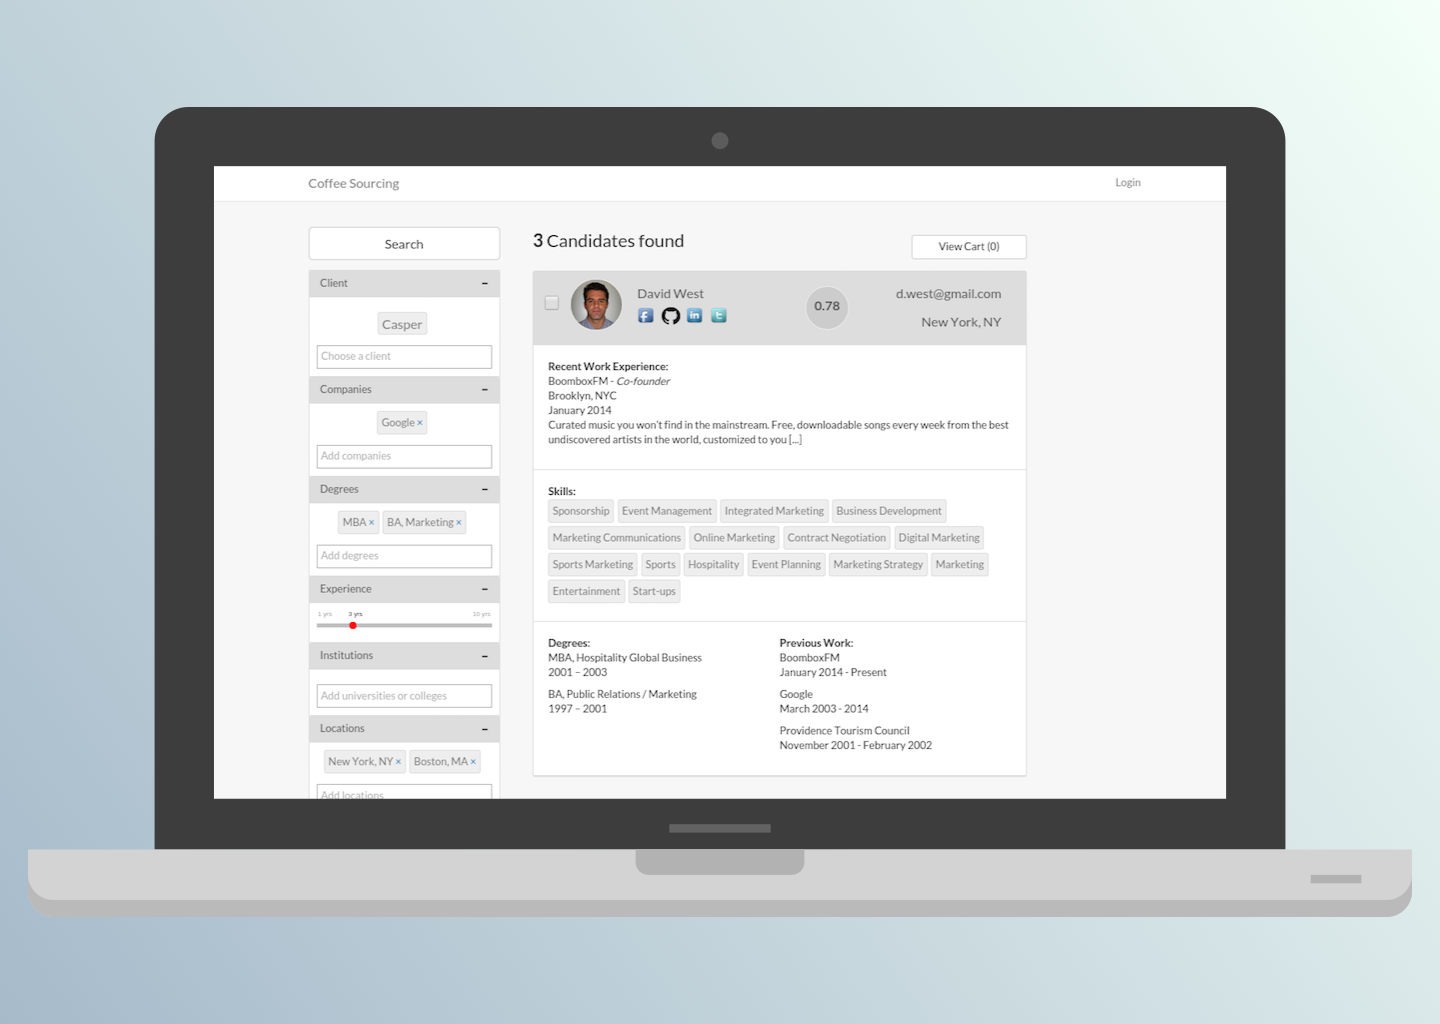 Coffee Sourcing
Login
Search
Client
Casper
Choose a client
Companies
Google ×
Add companies
Degrees
MBA × BA, Marketing ×
Add degrees
Experience
1 yrs 3 yrs 10 yrs
Institutions
Add universities or colleges
Locations
New York, NY × Boston, MA ×
Add locations
3 Candidates found
View Cart (0)
David West
0.78
d.west@gmail.com
New York, NY
Recent Work Experience:
BoomboxFM - Co-founder
Brooklyn, NYC
January 2014
Curated music you won't find in the mainstream. Free, downloadable songs every week from the best
undiscovered artists in the world, customized to you [...]
Skills:
Sponsorship Event Management Integrated Marketing Business Development
Marketing Communications Online Marketing Contract Negotiation Digital Marketing
Sports Marketing Sports Hospitality Event Planning Marketing Strategy Marketing
Entertainment Start-ups
Degrees:
MBA, Hospitality Global Business
2001 – 2003
BA, Public Relations / Marketing
1997 – 2001
Previous Work:
BoomboxFM
January 2014 - Present
Google
March 2003 - 2014
Providence Tourism Council
November 2001 - February 2002